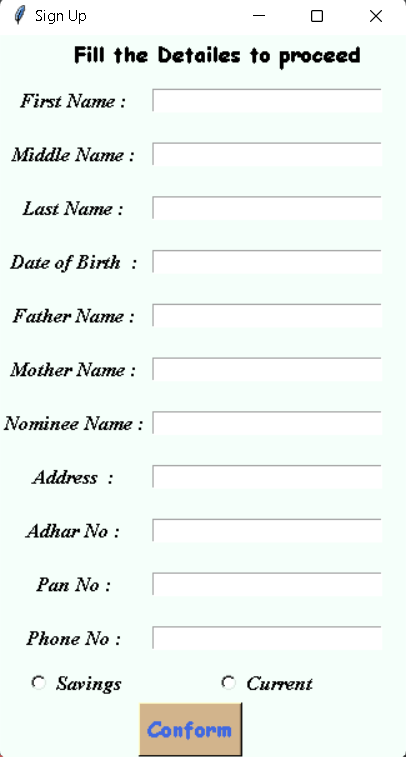 Sign Up
Fill the Detailes to proceed
First Name :
Middle Name :
Last Name :
Date of Birth :
Father Name :
Mother Name :
Nominee Name :
Address :
Adhar No :
Pan No :
Phone No :
Savings Current
Conform